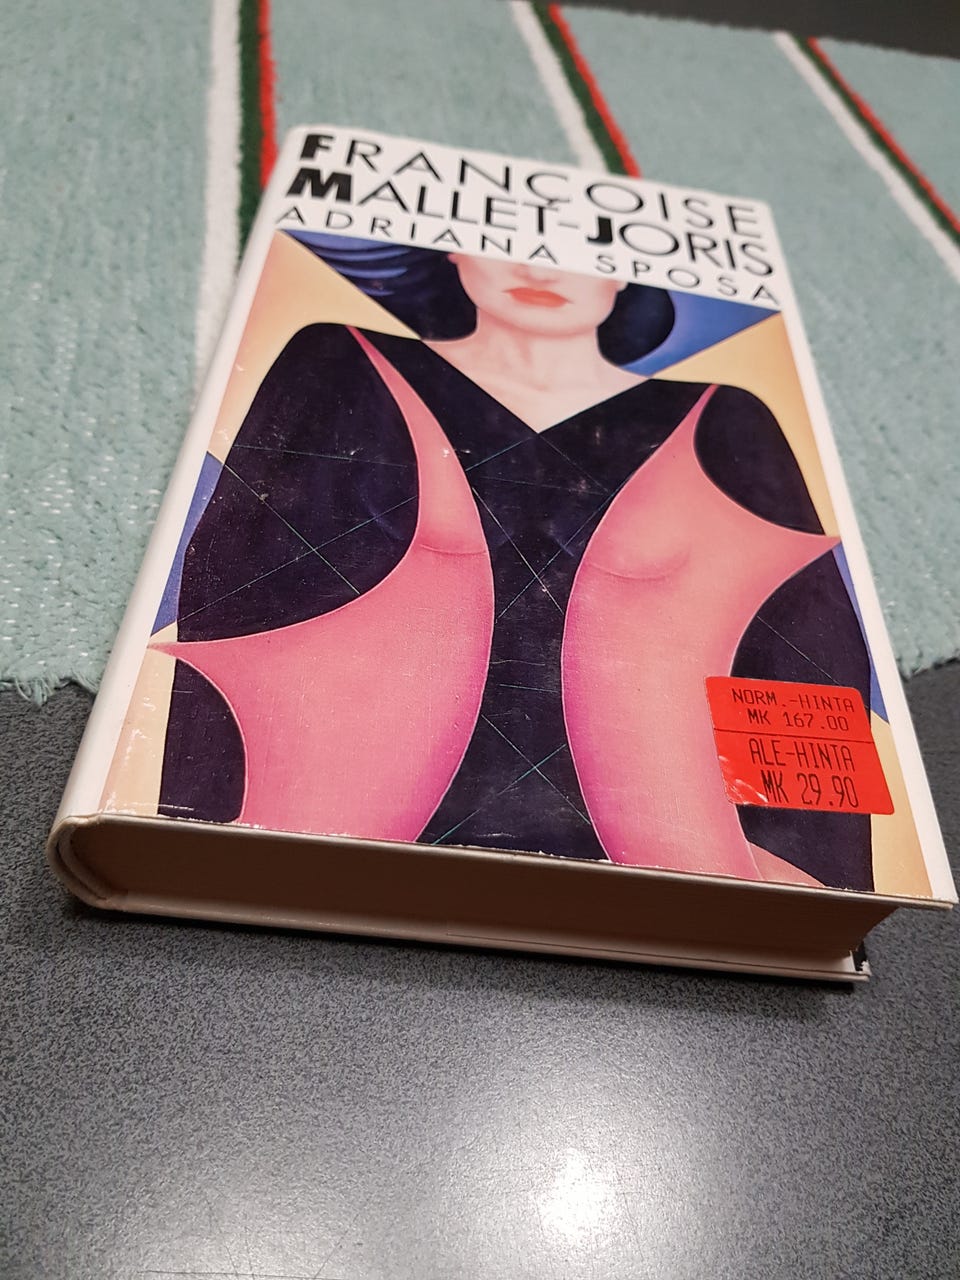 FRANÇOISE
MALLET-JORIS
ADRIANA SPOSA
NORM.-HINTA
MK 167.00
ALE-HINTA
MK 29.90